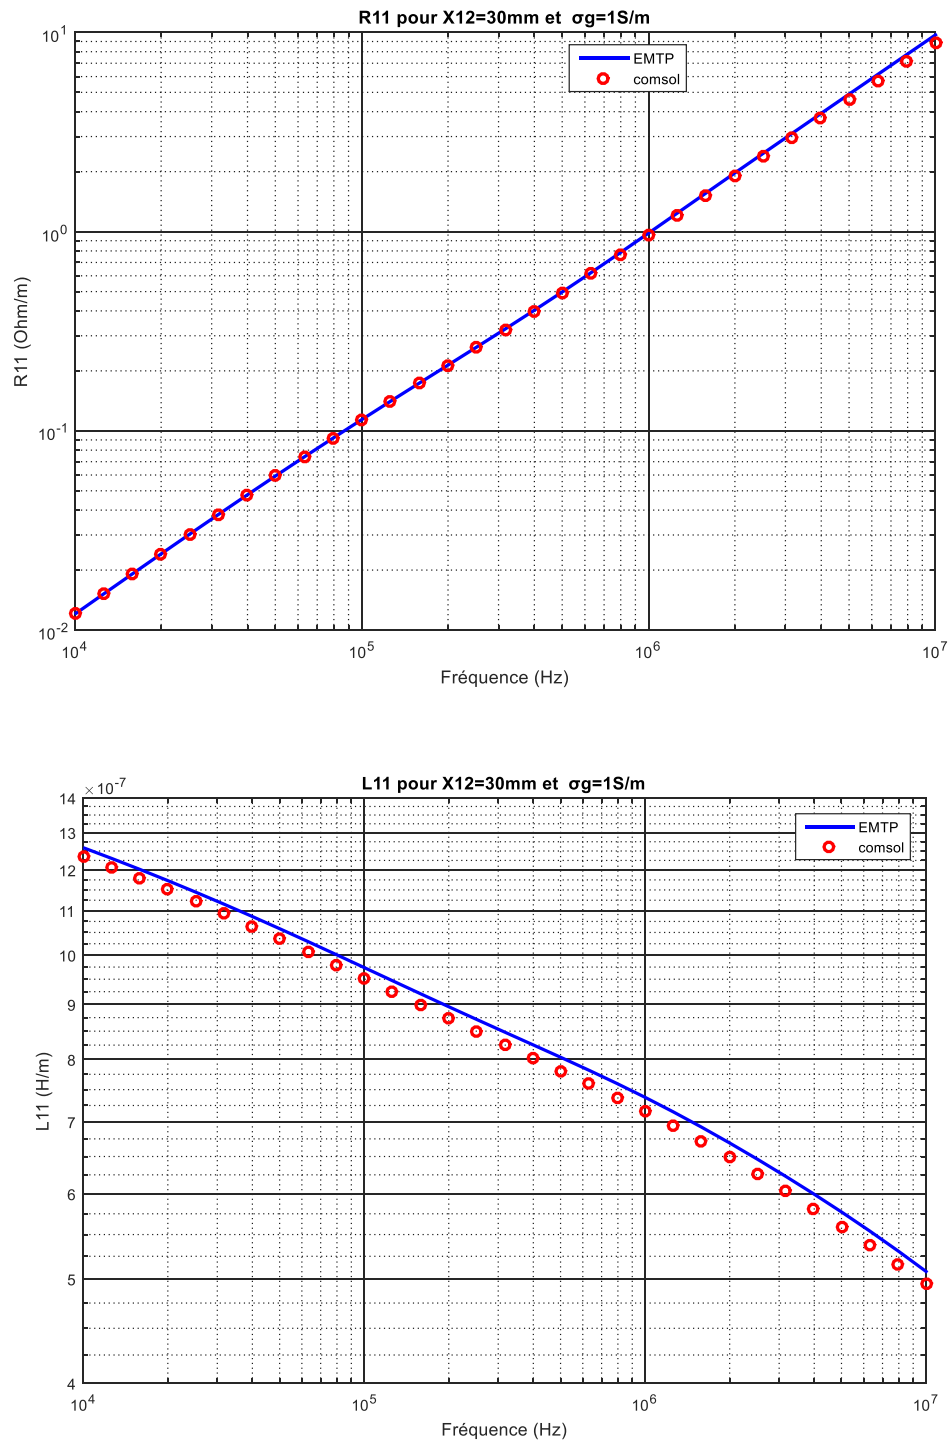 R11 pour X12=30mm et σg=1S/m
10^1
EMTP
comsol
10^0
R11 (Ohm/m)
10^-1
10^-2
10^4 10^5 10^6 10^7
Fréquence (Hz)
L11 pour X12=30mm et σg=1S/m
×10^-7
14
EMTP
13
comsol
12
11
10
9
8
L11 (H/m)
7
6
5
4
10^4 10^5 10^6 10^7
Fréquence (Hz)